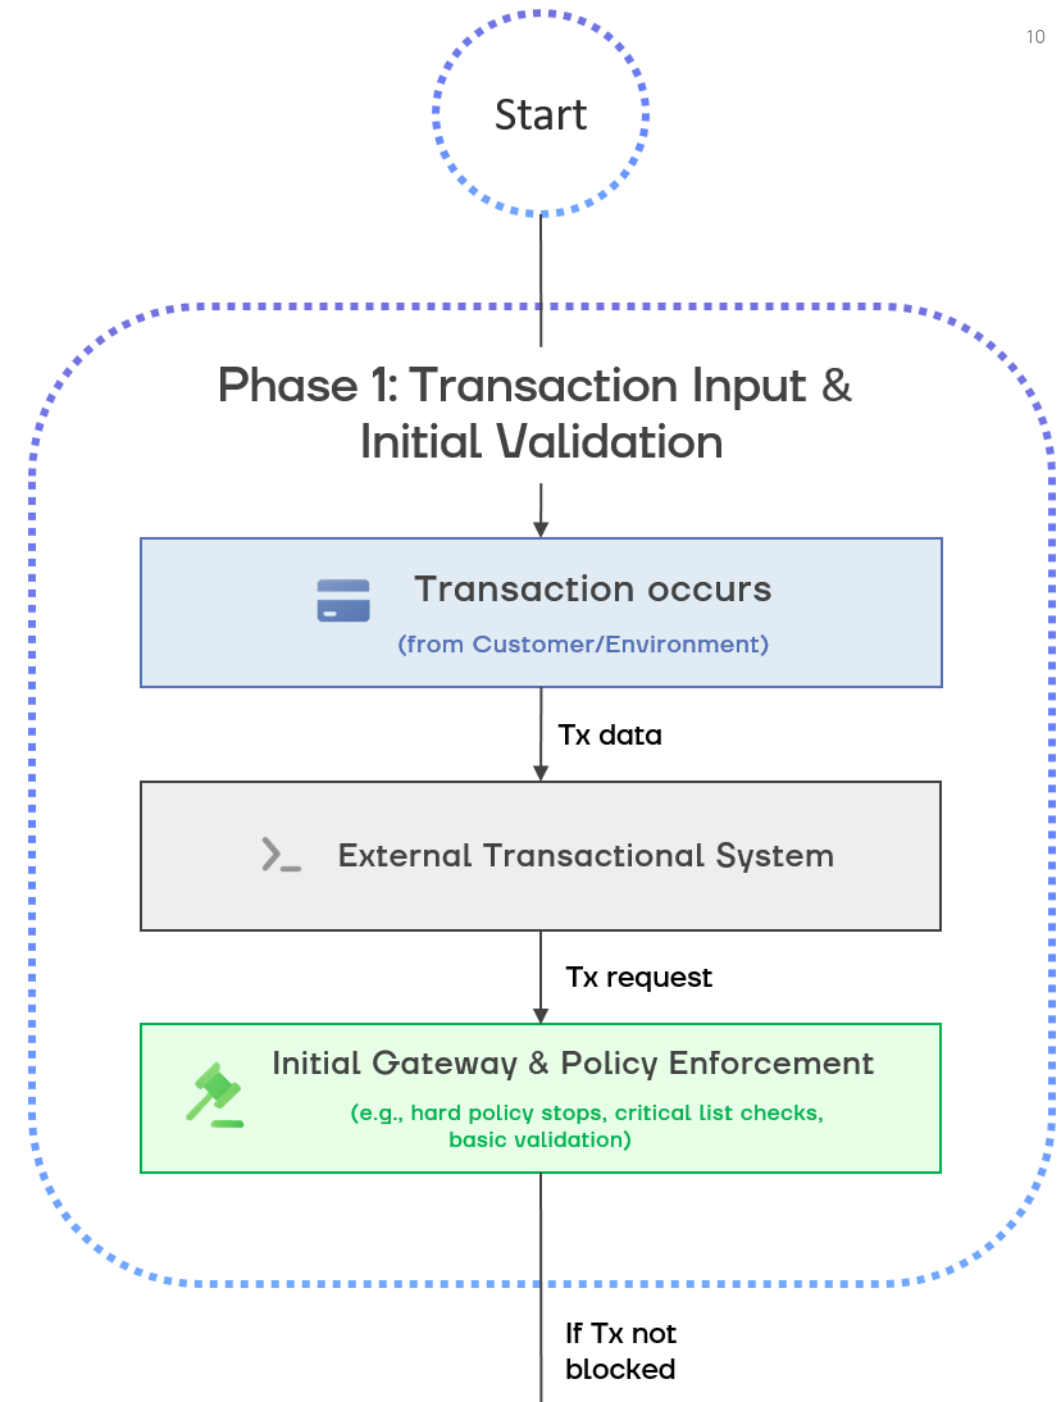 10
Start
Phase 1: Transaction Input &
Initial Validation
Transaction occurs
(from Customer/Environment)
Tx data
External Transactional System
Tx request
Initial Gateway & Policy Enforcement
(e.g., hard policy stops, critical list checks,
basic validation)
If Tx not
blocked